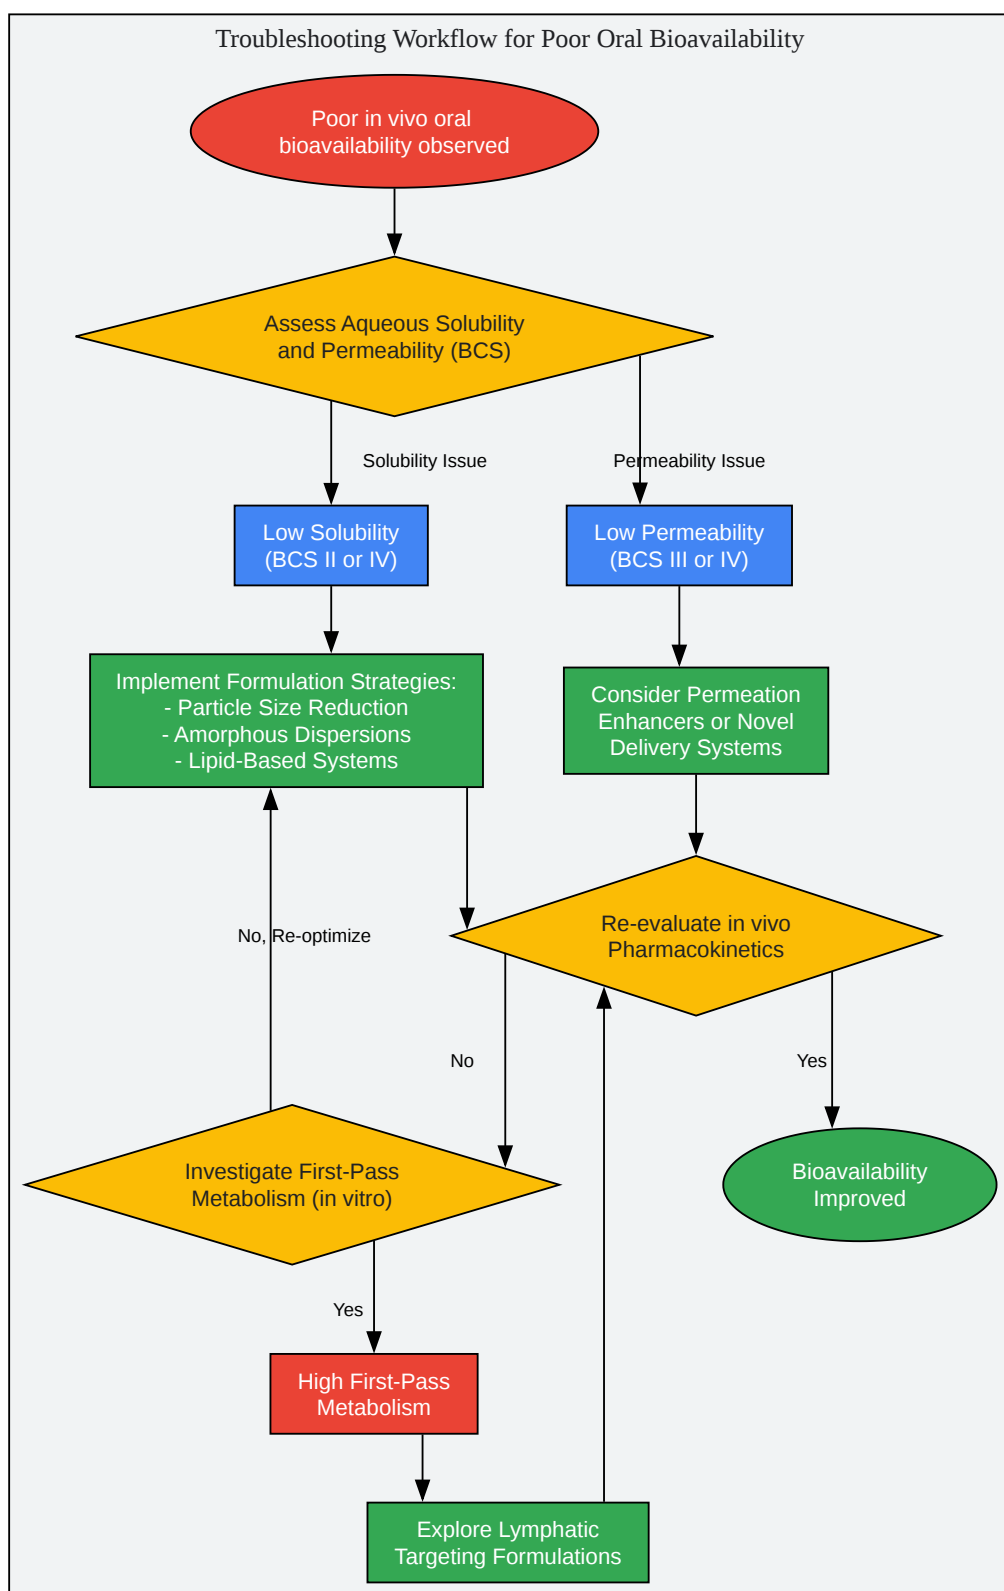 Troubleshooting Workflow for Poor Oral Bioavailability
Poor in vivo oral
bioavailability observed
Assess Aqueous Solubility
and Permeability (BCS)
Solubility Issue
Permeability Issue
Low Solubility
(BCS II or IV)
Low Permeability
(BCS III or IV)
Implement Formulation Strategies:
- Particle Size Reduction
- Amorphous Dispersions
- Lipid-Based Systems
Consider Permeation
Enhancers or Novel
Delivery Systems
Re-evaluate in vivo
Pharmacokinetics
No, Re-optimize
No
Yes
Investigate First-Pass
Metabolism (in vitro)
Bioavailability
Improved
Yes
High First-Pass
Metabolism
Explore Lymphatic
Targeting Formulations